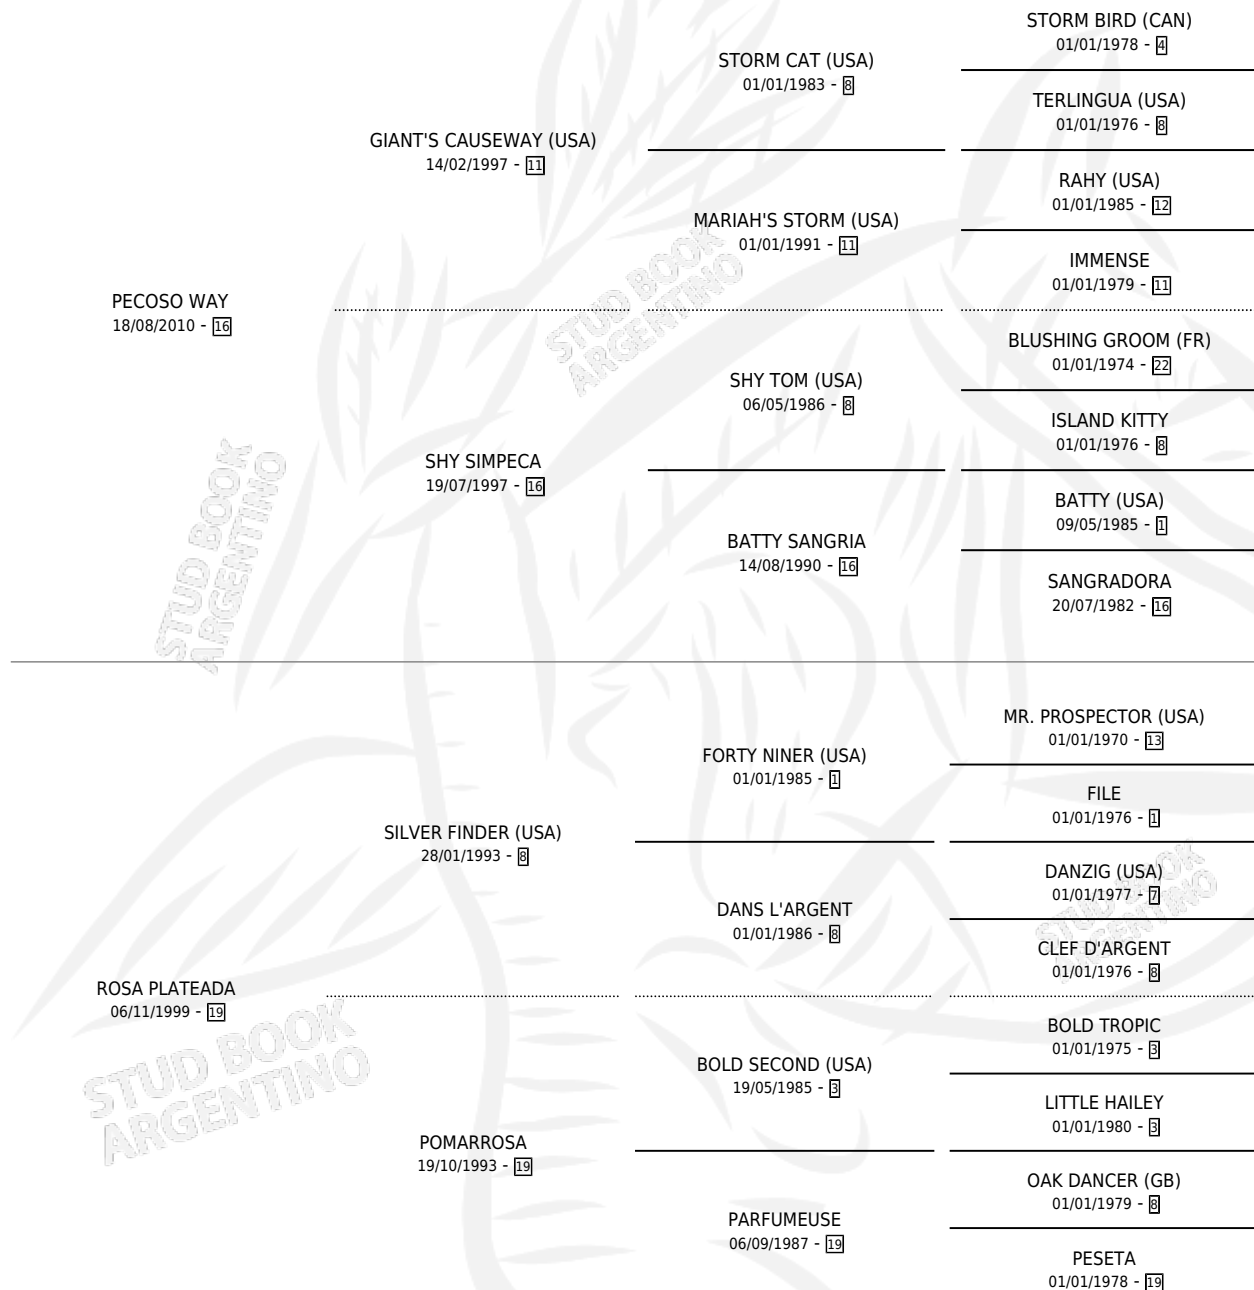 STORM BIRD (CAN)
01/01/1978 - 4
STORM CAT (USA)
01/01/1983 - 8
TERLINGUA (USA)
01/01/1976 - 8
GIANT'S CAUSEWAY (USA)
14/02/1997 - 11
RAHY (USA)
01/01/1985 - 12
MARIAH'S STORM (USA)
01/01/1991 - 11
IMMENSE
01/01/1979 - 11
PECOSO WAY
18/08/2010 - 16
STUD BOOK
ARGENTINO
BLUSHING GROOM (FR)
01/01/1974 - 22
SHY TOM (USA)
06/05/1986 - 8
ISLAND KITTY
01/01/1976 - 8
SHY SIMPECA
19/07/1997 - 16
BATTY (USA)
09/05/1985 - 1
BATTY SANGRIA
14/08/1990 - 16
SANGRADORA
20/07/1982 - 16
STUD BOOK
ARGENTINO
MR. PROSPECTOR (USA)
01/01/1970 - 13
FORTY NINER (USA)
01/01/1985 - 1
FILE
01/01/1976 - 1
SILVER FINDER (USA)
28/01/1993 - 8
DANZIG (USA)
01/01/1977 - 7
DANS L'ARGENT
01/01/1986 - 8
CLEF D'ARGENT
01/01/1976 - 8
STUD BOOK
ARGENTINO
ROSA PLATEADA
06/11/1999 - 19
STUD BOOK
ARGENTINO
BOLD TROPIC
01/01/1975 - 3
BOLD SECOND (USA)
19/05/1985 - 3
LITTLE HAILEY
01/01/1980 - 3
POMARROSA
19/10/1993 - 19
OAK DANCER (GB)
01/01/1979 - 8
PARFUMEUSE
06/09/1987 - 19
PESETA
01/01/1978 - 19